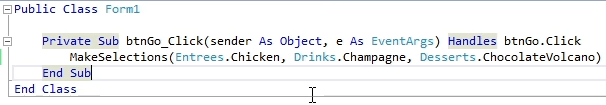 Public Class Form1
Private Sub btnGo_Click(sender As Object, e As EventArgs) Handles btnGo.Click
MakeSelections(Entrees.Chicken, Drinks.Champagne, Desserts.ChocolateVolcano)
End Sub
End Class